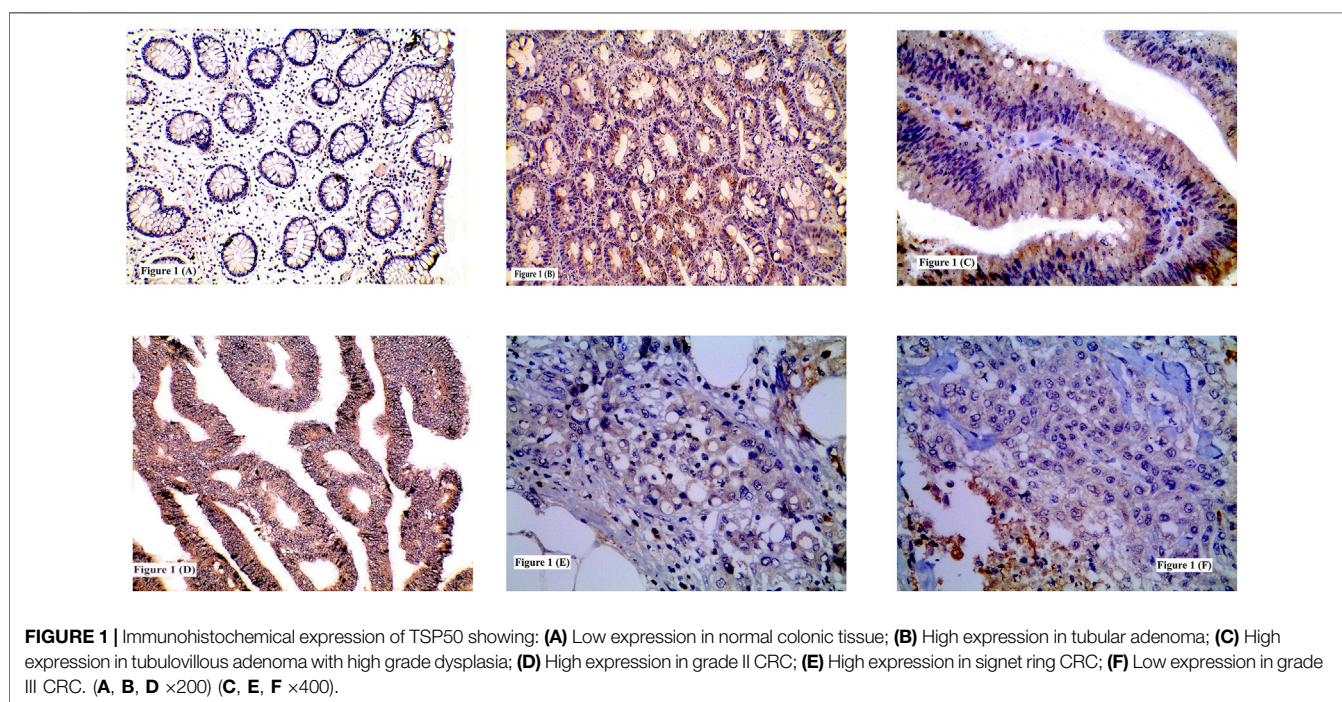 Figure 1 (A)
Figure 1 (B)
Figure 1 (C)
Figure 1 (D)
Figure 1 (E)
Figure 1 (F)
FIGURE 1 | Immunohistochemical expression of TSP50 showing: (A) Low expression in normal colonic tissue; (B) High expression in tubular adenoma; (C) High
expression in tubulovillous adenoma with high grade dysplasia; (D) High expression in grade II CRC; (E) High expression in signet ring CRC; (F) Low expression in grade
III CRC. (A, B, D ×200) (C, E, F ×400).